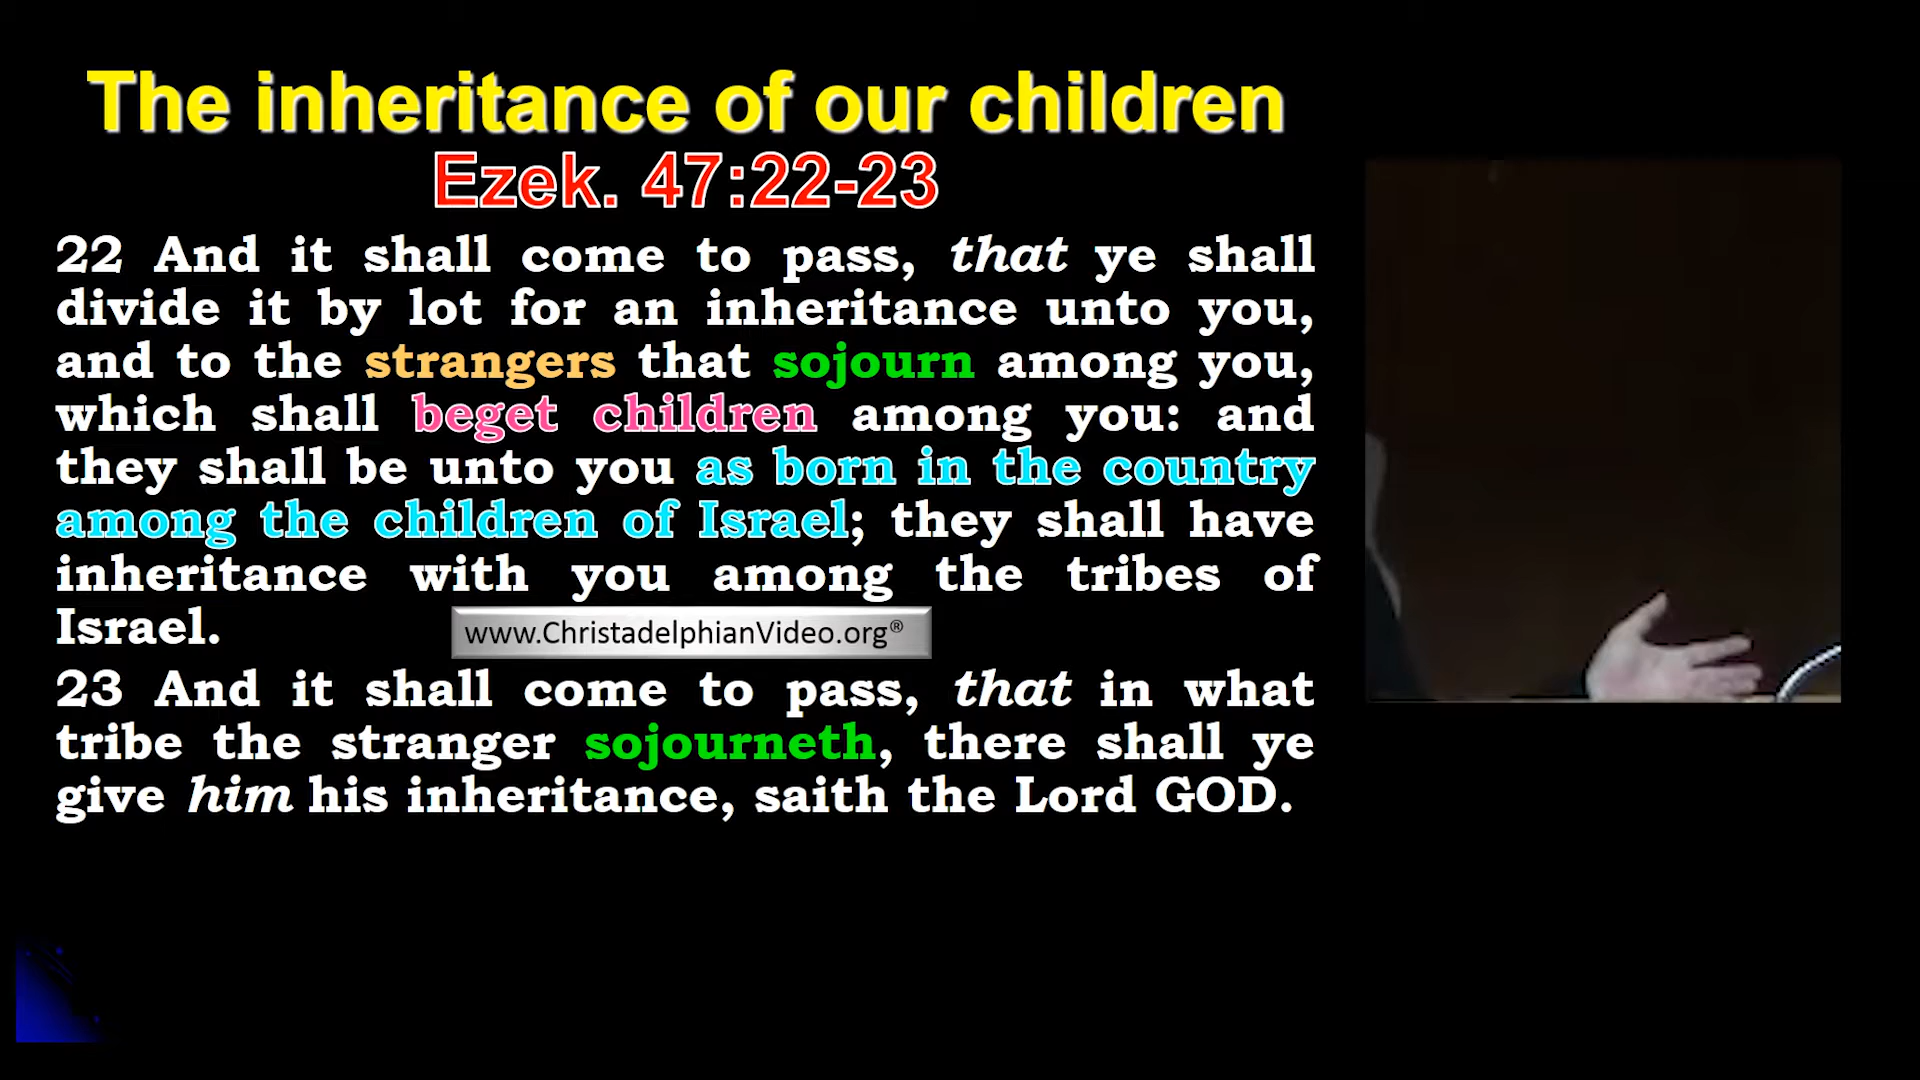 The inheritance of our children
Ezek. 47:22-23
22 And it shall come to pass, that ye shall
divide it by lot for an inheritance unto you,
and to the strangers that sojourn among you,
which shall beget children among you: and
they shall be unto you as born in the country
among the children of Israel; they shall have
inheritance with you among the tribes of
Israel.
www.ChristadelphianVideo.org®
23 And it shall come to pass, that in what
tribe the stranger sojourneth, there shall ye
give him his inheritance, saith the Lord GOD.